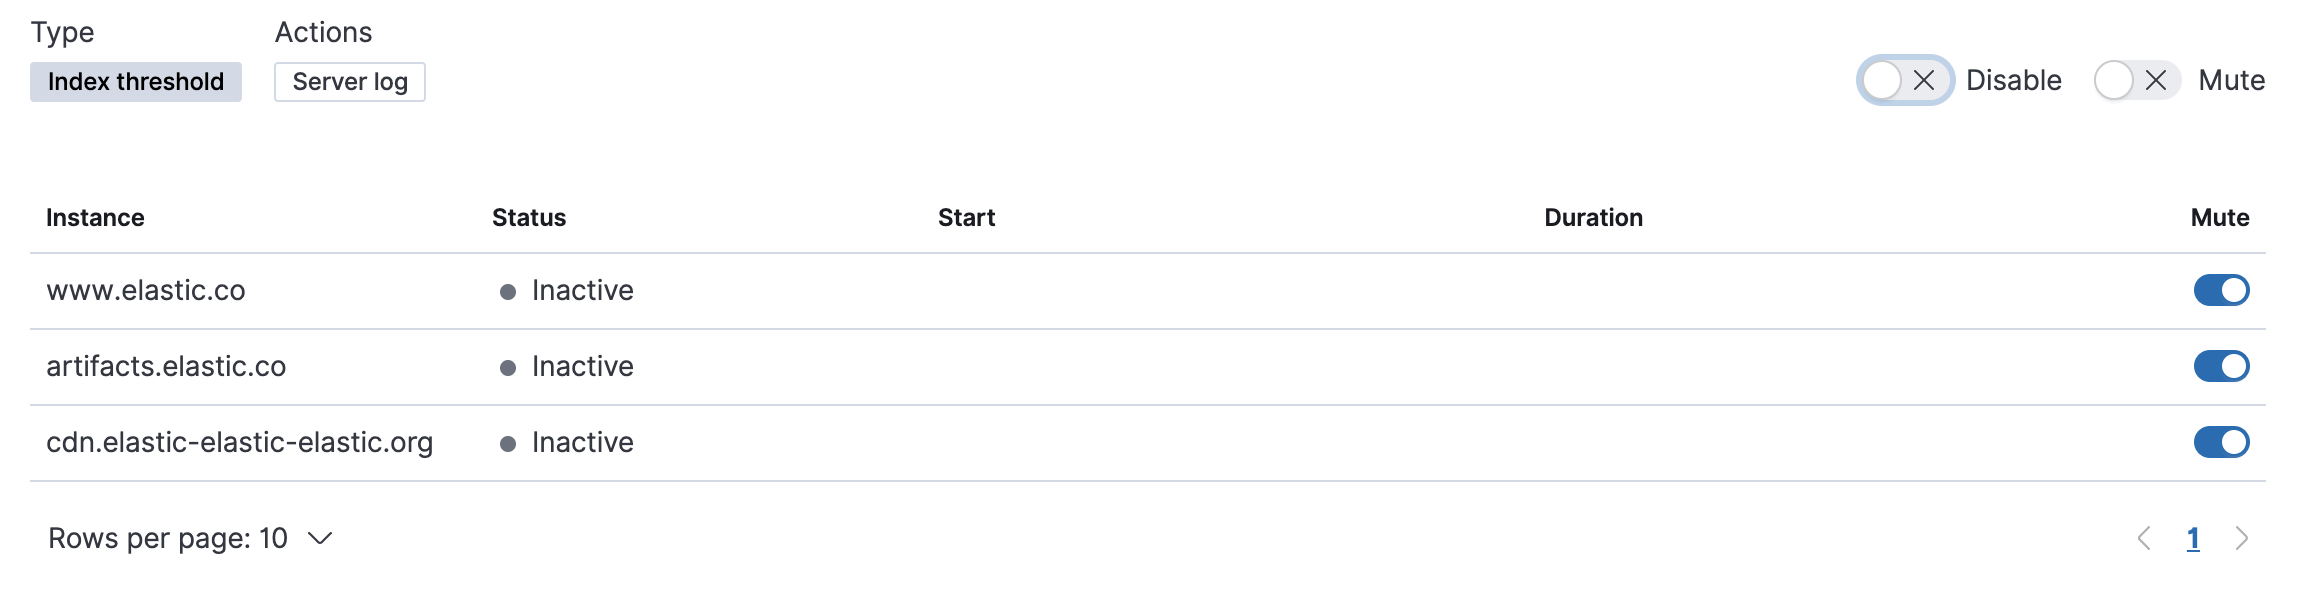 Type Actions
Index threshold Server log Disable Mute
Instance Status Start Duration Mute
www.elastic.co Inactive
artifacts.elastic.co Inactive
cdn.elastic-elastic-elastic.org Inactive
Rows per page: 10 1